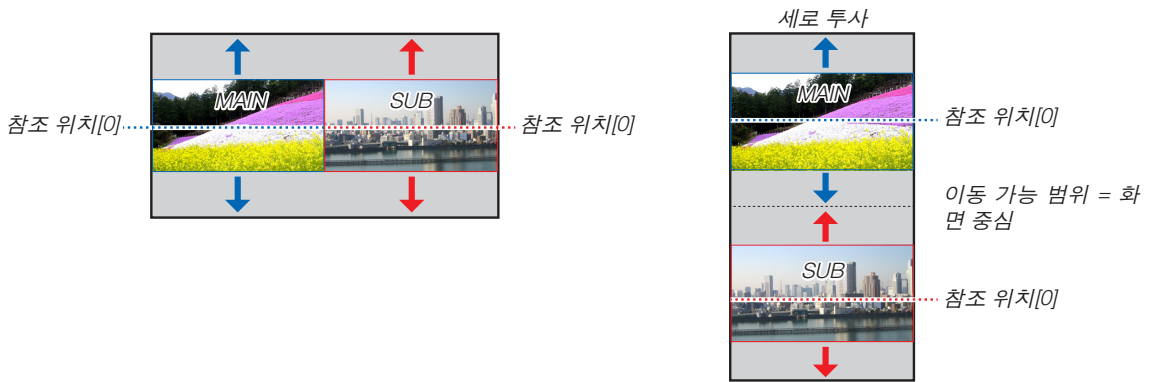 MAIN
SUB
참조 위치[0]
참조 위치[0]
세로 투사
MAIN
참조 위치[0]
이동 가능 범위 = 화
면 중심
SUB
참조 위치[0]